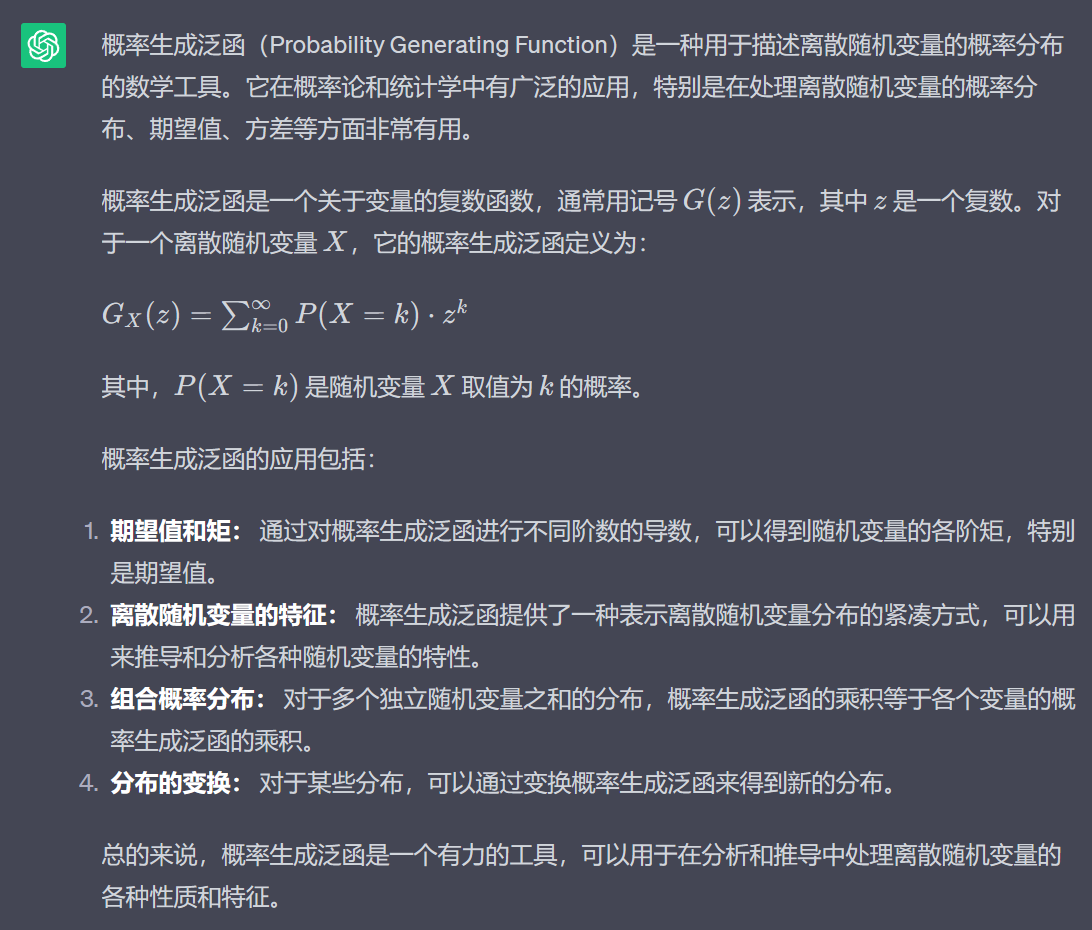 概率生成泛函（Probability Generating Function）是一种用于描述离散随机变量的概率分布
的数学工具。它在概率论和统计学中有广泛的应用，特别是在处理离散随机变量的概率分
布、期望值、方差等方面非常有用。
概率生成泛函是一个关于变量的复数函数，通常用记号 G(z) 表示，其中 z 是一个复数。对
于一个离散随机变量 X，它的概率生成泛函定义为：
G_X(z) = ∑_{k=0}^{∞} P(X = k) · z^k
其中，P(X = k) 是随机变量 X 取值为 k 的概率。
概率生成泛函的应用包括：
1. 期望值和矩： 通过对概率生成泛函进行不同阶数的导数，可以得到随机变量的各阶矩，特别
是期望值。
2. 离散随机变量的特征： 概率生成泛函提供了一种表示离散随机变量分布的紧凑方式，可以用
来推导和分析各种随机变量的特性。
3. 组合概率分布： 对于多个独立随机变量之和的分布，概率生成泛函的乘积等于各个变量的概
率生成泛函的乘积。
4. 分布的变换： 对于某些分布，可以通过变换概率生成泛函来得到新的分布。
总的来说，概率生成泛函是一个有力的工具，可以用于在分析和推导中处理离散随机变量的
各种性质和特征。